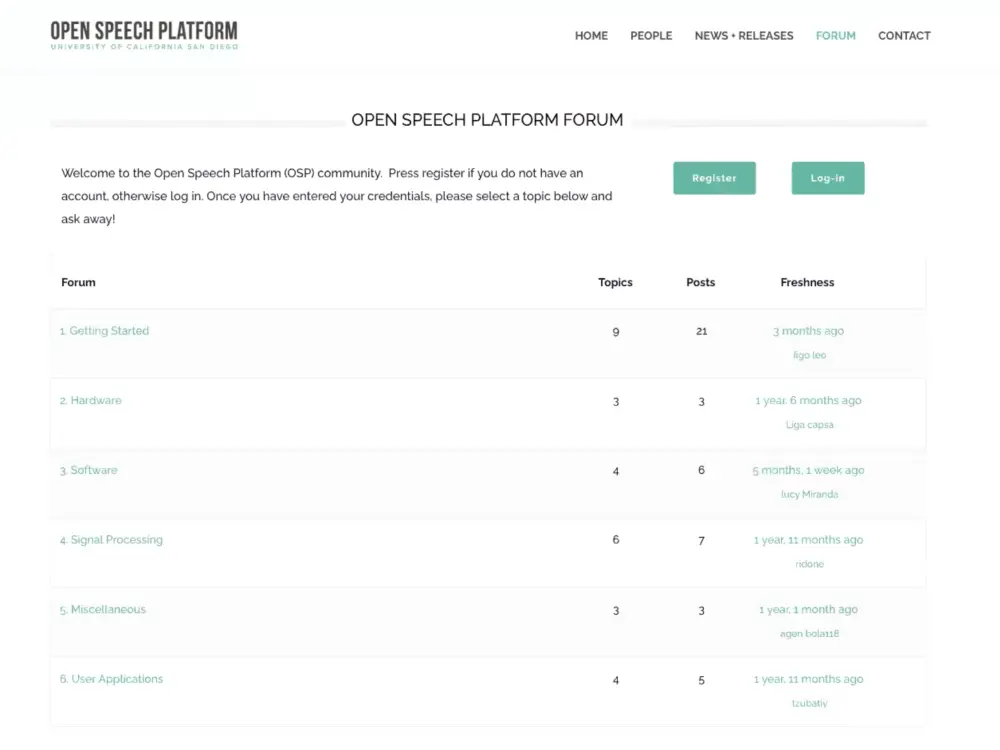 OPEN SPEECH PLATFORM
UNIVERSITY OF CALIFORNIA SAN DIEGO
HOME PEOPLE NEWS + RELEASES FORUM CONTACT
OPEN SPEECH PLATFORM FORUM
Welcome to the Open Speech Platform (OSP) community. Press register if you do not have an
account, otherwise log in. Once you have entered your credentials, please select a topic below and
ask away!
Register Log-in
Forum Topics Posts Freshness
1. Getting Started 9 21 3 months ago
ligo leo
2. Hardware 3 3 1 year, 6 months ago
Liga capsa
3. Software 4 6 5 months, 1 week ago
lucy Miranda
4. Signal Processing 6 7 1 year, 11 months ago
ridone
5. Miscellaneous 3 3 1 year, 1 month ago
agen bola118
6. User Applications 4 5 1 year, 11 months ago
tzubatiy